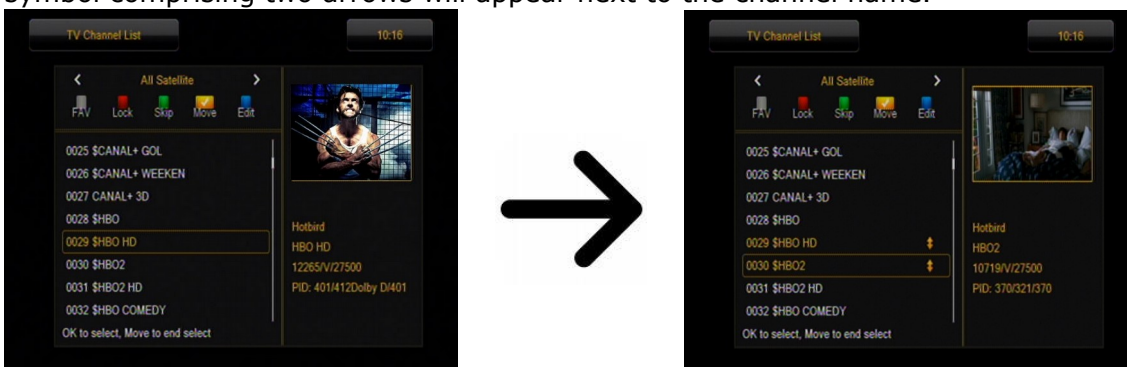 symbol comprising two arrows will appear next to the channel name.
TV Channel List
10:16
All Satellite
FAV Lock Skip Move Edit
0025 $CANAL+ GOL
0026 $CANAL+ WEEKEN
0027 CANAL+ 3D
0028 $HBO
0029 $HBO HD
0030 $HBO2
0031 $HBO2 HD
0032 $HBO COMEDY
OK to select, Move to end select
Hotbird
HBO HD
12265/V/27500
PID: 401/412Dolby D/401
TV Channel List
10:16
All Satellite
FAV Lock Skip Move Edit
0025 $CANAL+ GOL
0026 $CANAL+ WEEKEN
0027 CANAL+ 3D
0028 $HBO
0029 $HBO HD
0030 $HBO2
0031 $HBO2 HD
0032 $HBO COMEDY
OK to select, Move to end select
Hotbird
HBO2
10719/V/27500
PID: 370/321/370